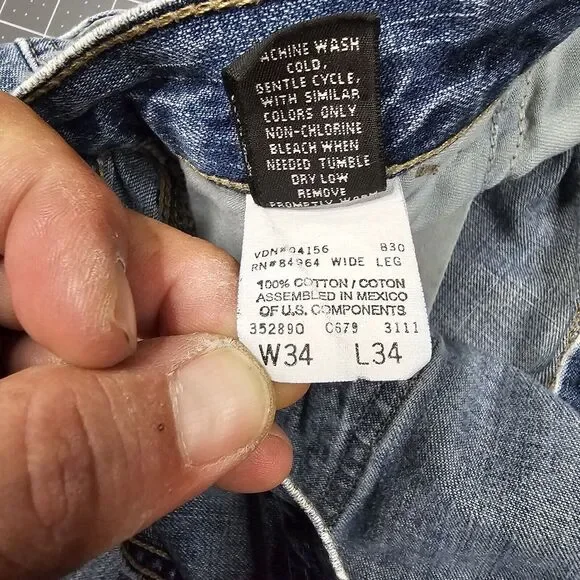 ACHINE WASH
COLD,
GENTLE CYCLE,
WITH SIMILAR
COLORS ONLY
NON-CHLORINE
BLEACH WHEN
NEEDED TUMBLE
DRY LOW
REMOVE
PROMPTLY WARM
VDN#04156 830
RN#84964 WIDE LEG
100% COTTON/COTON
ASSEMBLED IN MEXICO
OF U.S. COMPONENTS
352890 C679 3111
W34 L34